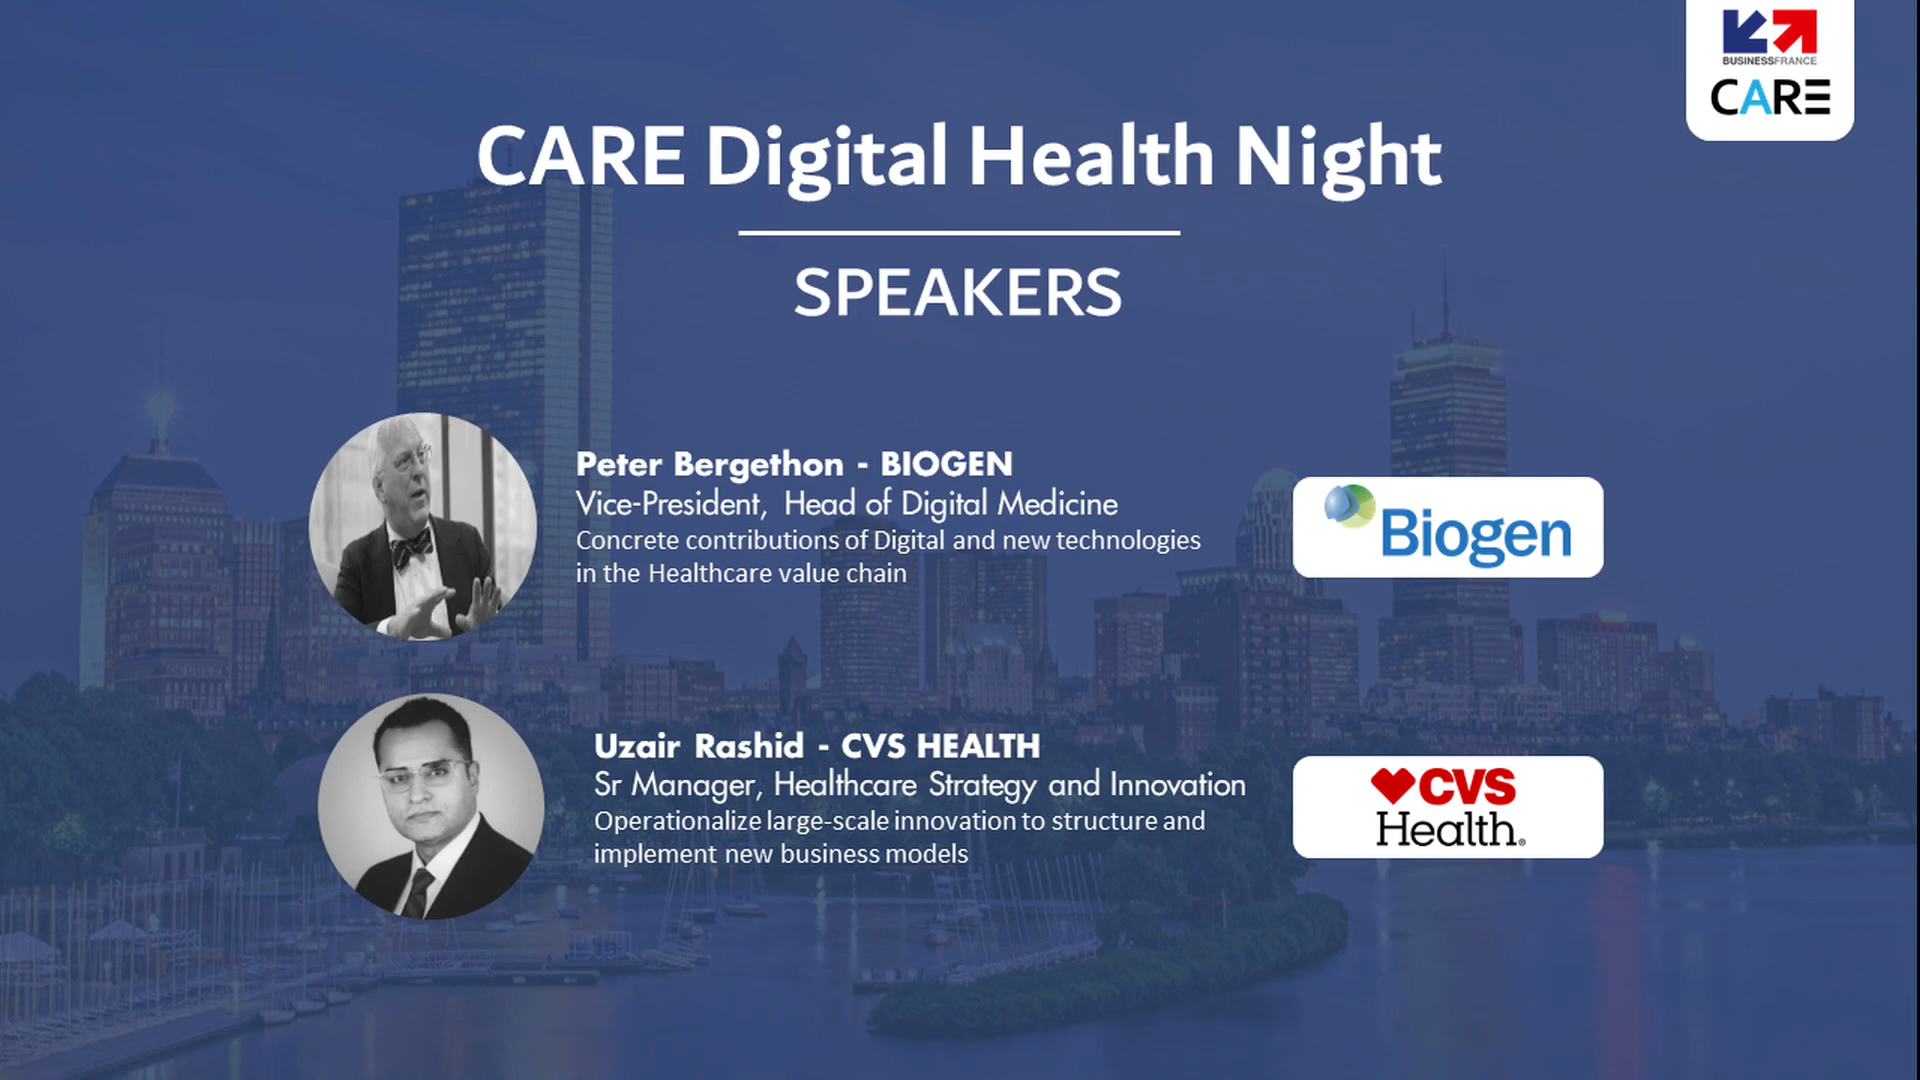 BUSINESSFRANCE
CARE
CARE Digital Health Night
SPEAKERS
Peter Bergethon - BIOGEN
Vice-President, Head of Digital Medicine
Concrete contributions of Digital and new technologies
in the Healthcare value chain
Biogen
Uzair Rashid - CVS HEALTH
Sr Manager, Healthcare Strategy and Innovation
Operationalize large-scale innovation to structure and
implement new business models
CVS
Health®